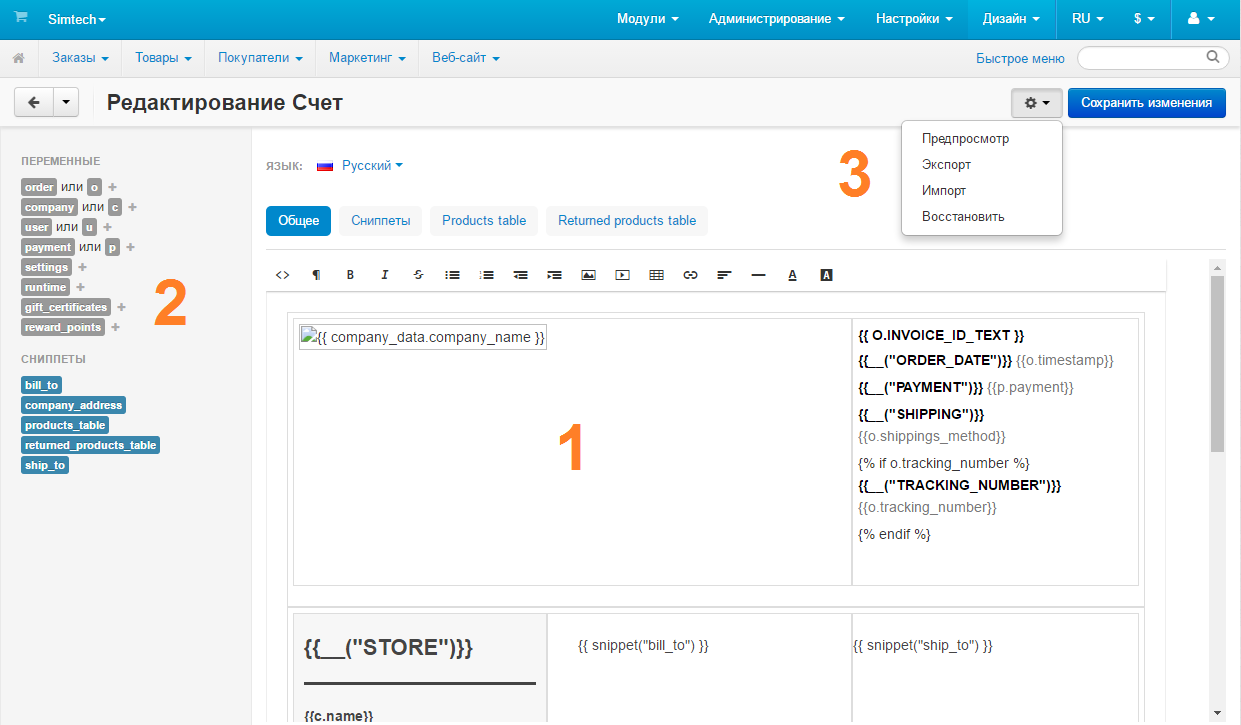 Simtech
Модули Администрирование Настройки Дизайн RU $
Заказы Товары Покупатели Маркетинг Веб-сайт Быстрое меню
Редактирование Счет
Сохранить изменения
Предпросмотр
Экспорт
Импорт
Восстановить
ПЕРЕМЕННЫЕ
order или o +
company или c +
user или u +
payment или p +
settings +
runtime +
gift_certificates +
reward_points +
2
СНИППЕТЫ
bill_to
company_address
products_table
returned_products_table
ship_to
ЯЗЫК: Русский
3
Общее Сниппеты Products table Returned products table
<> ¶ B I S A A
{{ company_data.company_name }}
{{ O.INVOICE_ID_TEXT }}
{{__("ORDER_DATE")}} {{o.timestamp}}
{{__("PAYMENT")}} {{p.payment}}
{{__("SHIPPING")}}
{{o.shippings_method}}
{% if o.tracking_number %}
{{__("TRACKING_NUMBER")}}
{{o.tracking_number}}
{% endif %}
1
{{__("STORE")}}
{{c.name}}
{{ snippet("bill_to") }}
{{ snippet("ship_to") }}